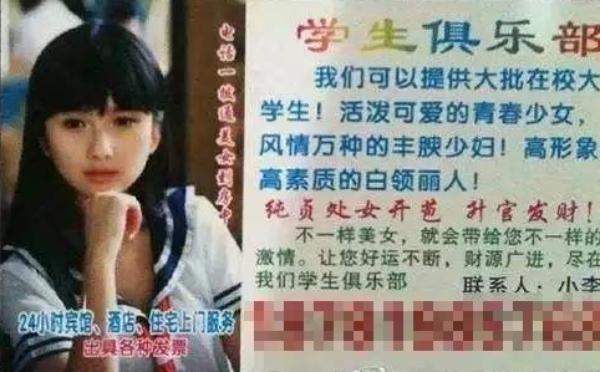 电话一拨通美女到房中
24小时宾馆、酒店、住宅上门服务
出具各种发票
学生俱乐部
我们可以提供大批在校大
学生！活泼可爱的青春少女，
风情万种的丰腴少妇！高形象
高素质的白领丽人！
纯贞处女开苞 升官发财！
不一样美女，就会带给您不一样的
激情。让您好运不断，财源广进，尽在
我们学生俱乐部
联系人：小李